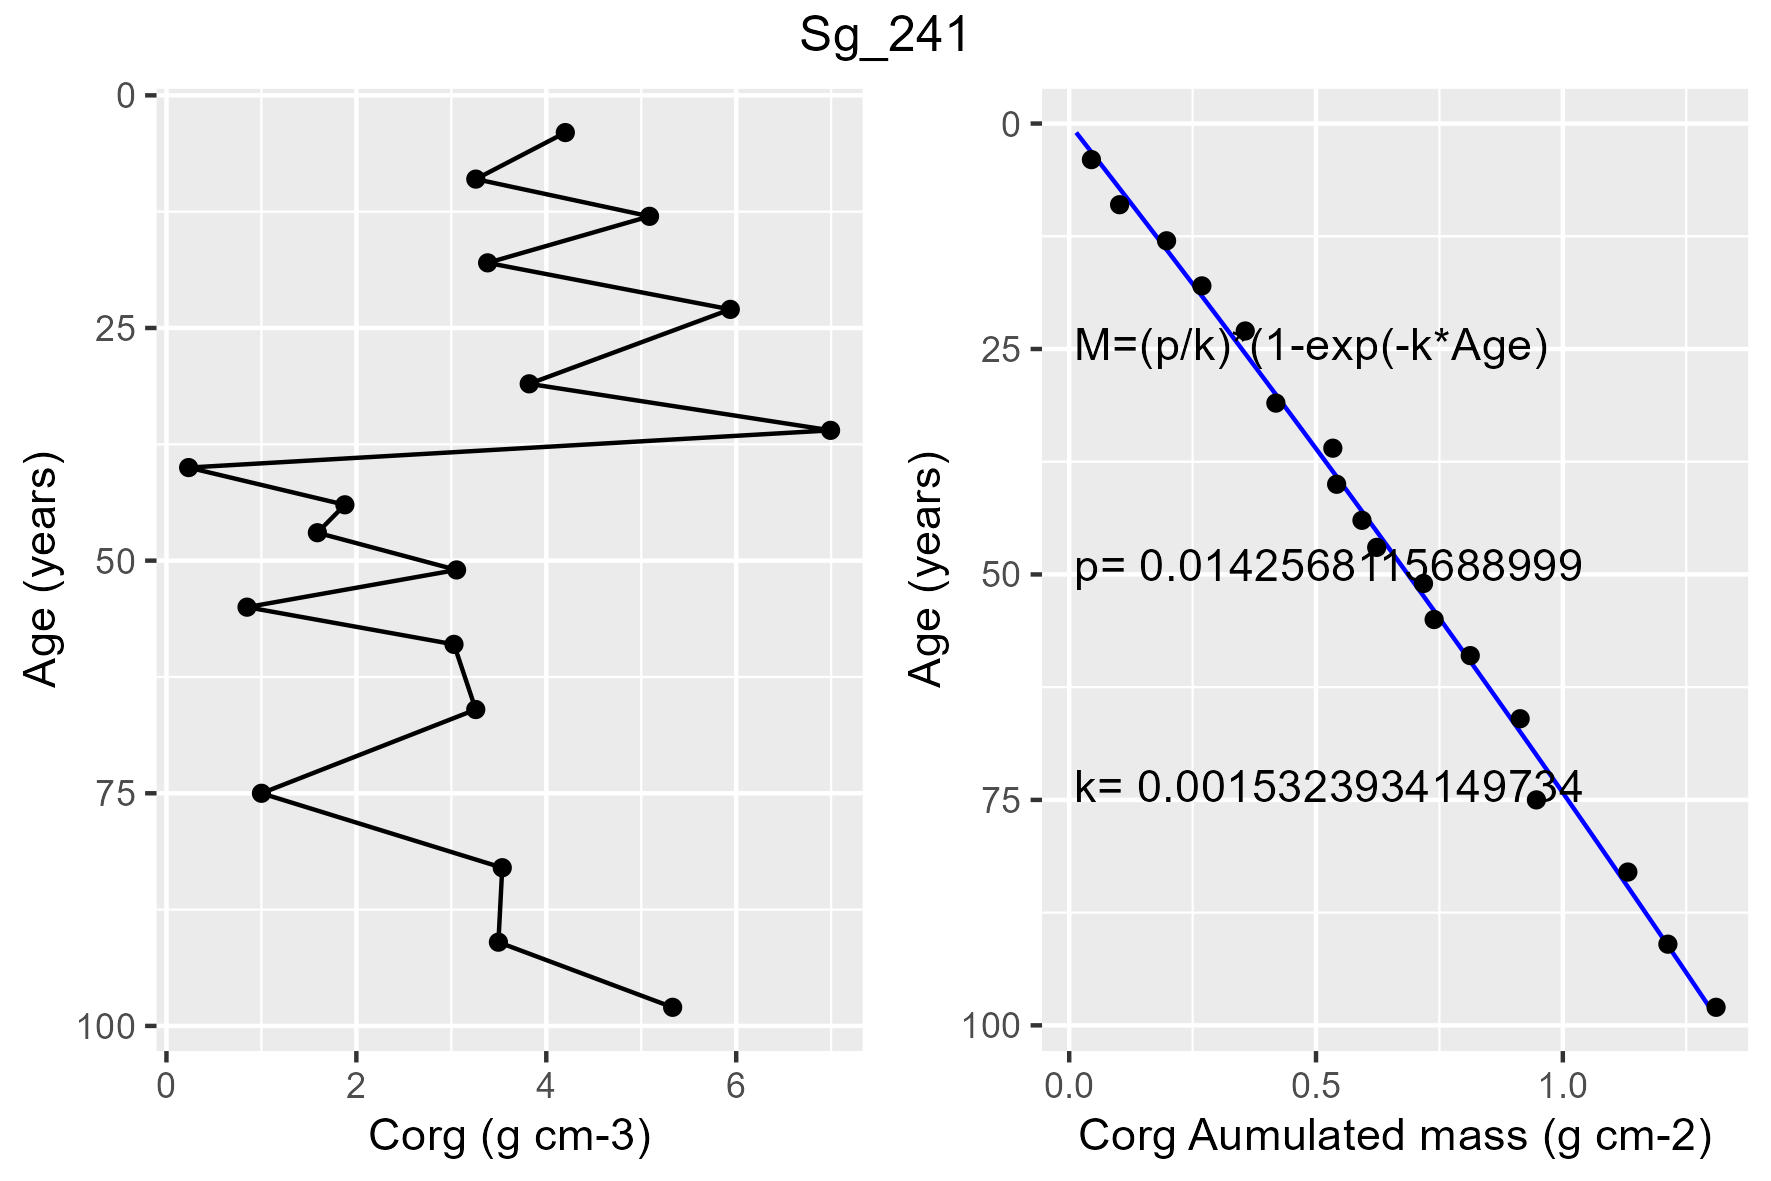 Sg_241
0
25
50
75
100
Age (years)
0
2
4
6
Corg (g cm-3)
0
25
50
75
100
Age (years)
M=(p/k)*(1-exp(-k*Age)
p= 0.0142568115688999
k= 0.0015323934149734
0.0
0.5
1.0
Corg Aumulated mass (g cm-2)